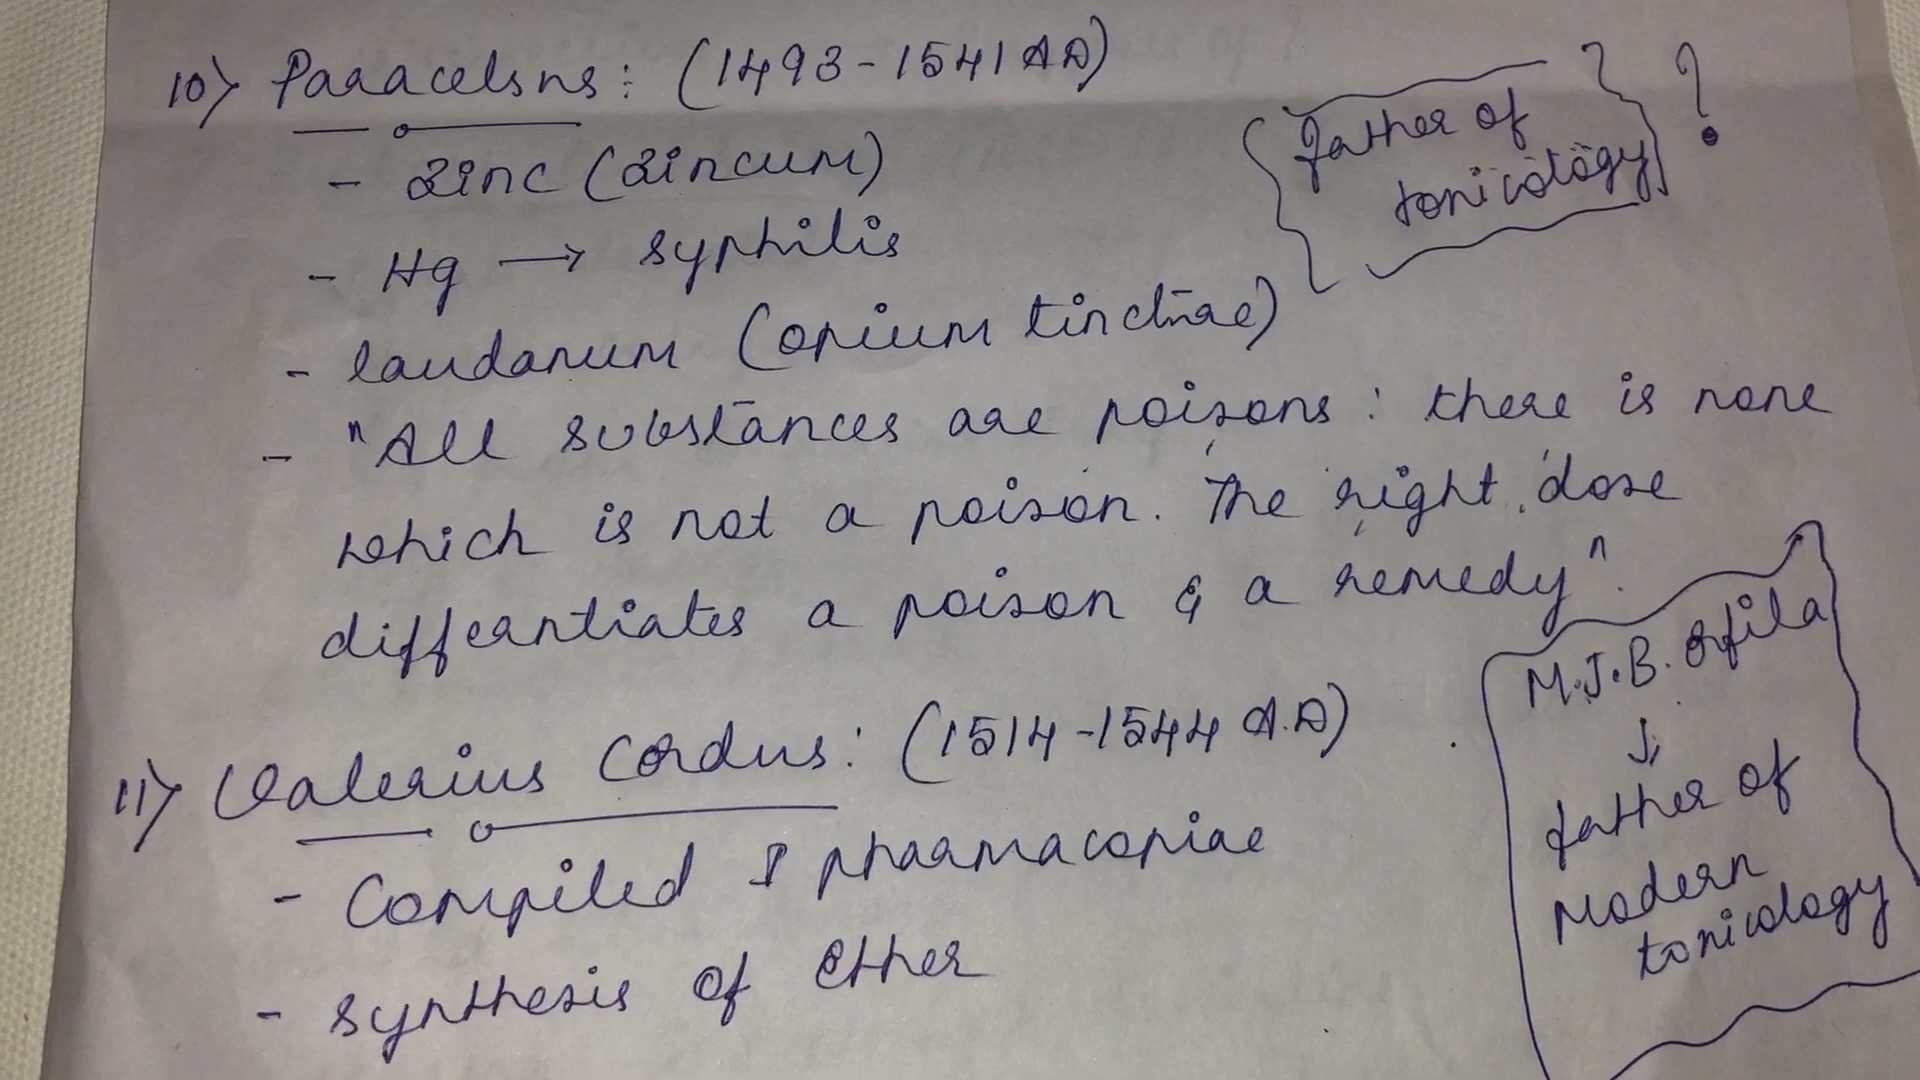 10) Paracelsus: (1493-1541 AD)
- Zinc (Zincum)
- Hg → syphilis
- laudanum (opium tincturae)
- "All substances are poisons: there is none
which is not a poison. The right dose
differantiates a poison & a remedy".
father of
toxicology
?
11) Valerius Cordus: (1514-1544 A.D)
- Compiled I pharmacopiae
- synthesis of Ether
M.J.B. Orfila
↓
father of
Modern
toxicology